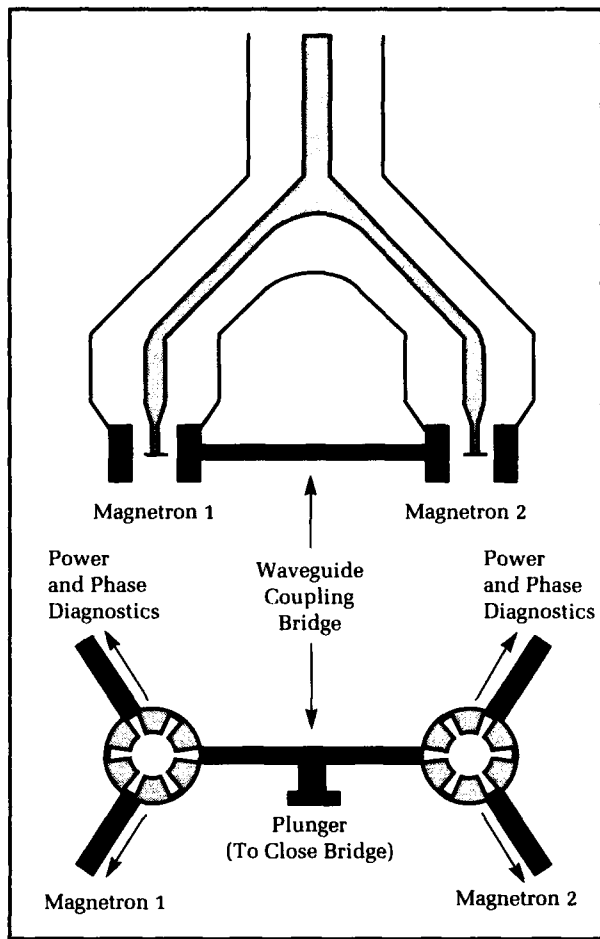 Magnetron 1
Magnetron 2
Power
and Phase
Diagnostics
Waveguide
Coupling
Bridge
Power
and Phase
Diagnostics
Plunger
(To Close Bridge)
Magnetron 1
Magnetron 2